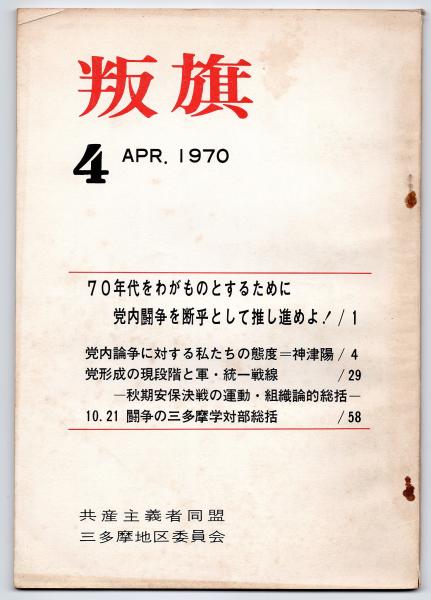 叛旗
4 APR. 1970
70年代をわがものとするために
党内闘争を断乎として推し進めよ! / 1
党内論争に対する私たちの態度=神津陽 / 4
党形成の現段階と軍・統一戦線 / 29
—秋期安保決戦の運動・組織論的総括—
10.21 闘争の三多摩学対部総括 / 58
共産主義者同盟
三多摩地区委員会